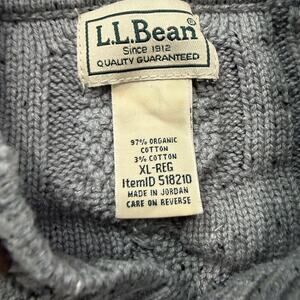 L.L.Bean®
Since 1912
QUALITY GUARANTEED
97% ORGANIC
COTTON
3% COTTON
XL-REG
ItemID 518210
MADE IN JORDAN
CARE ON REVERSE